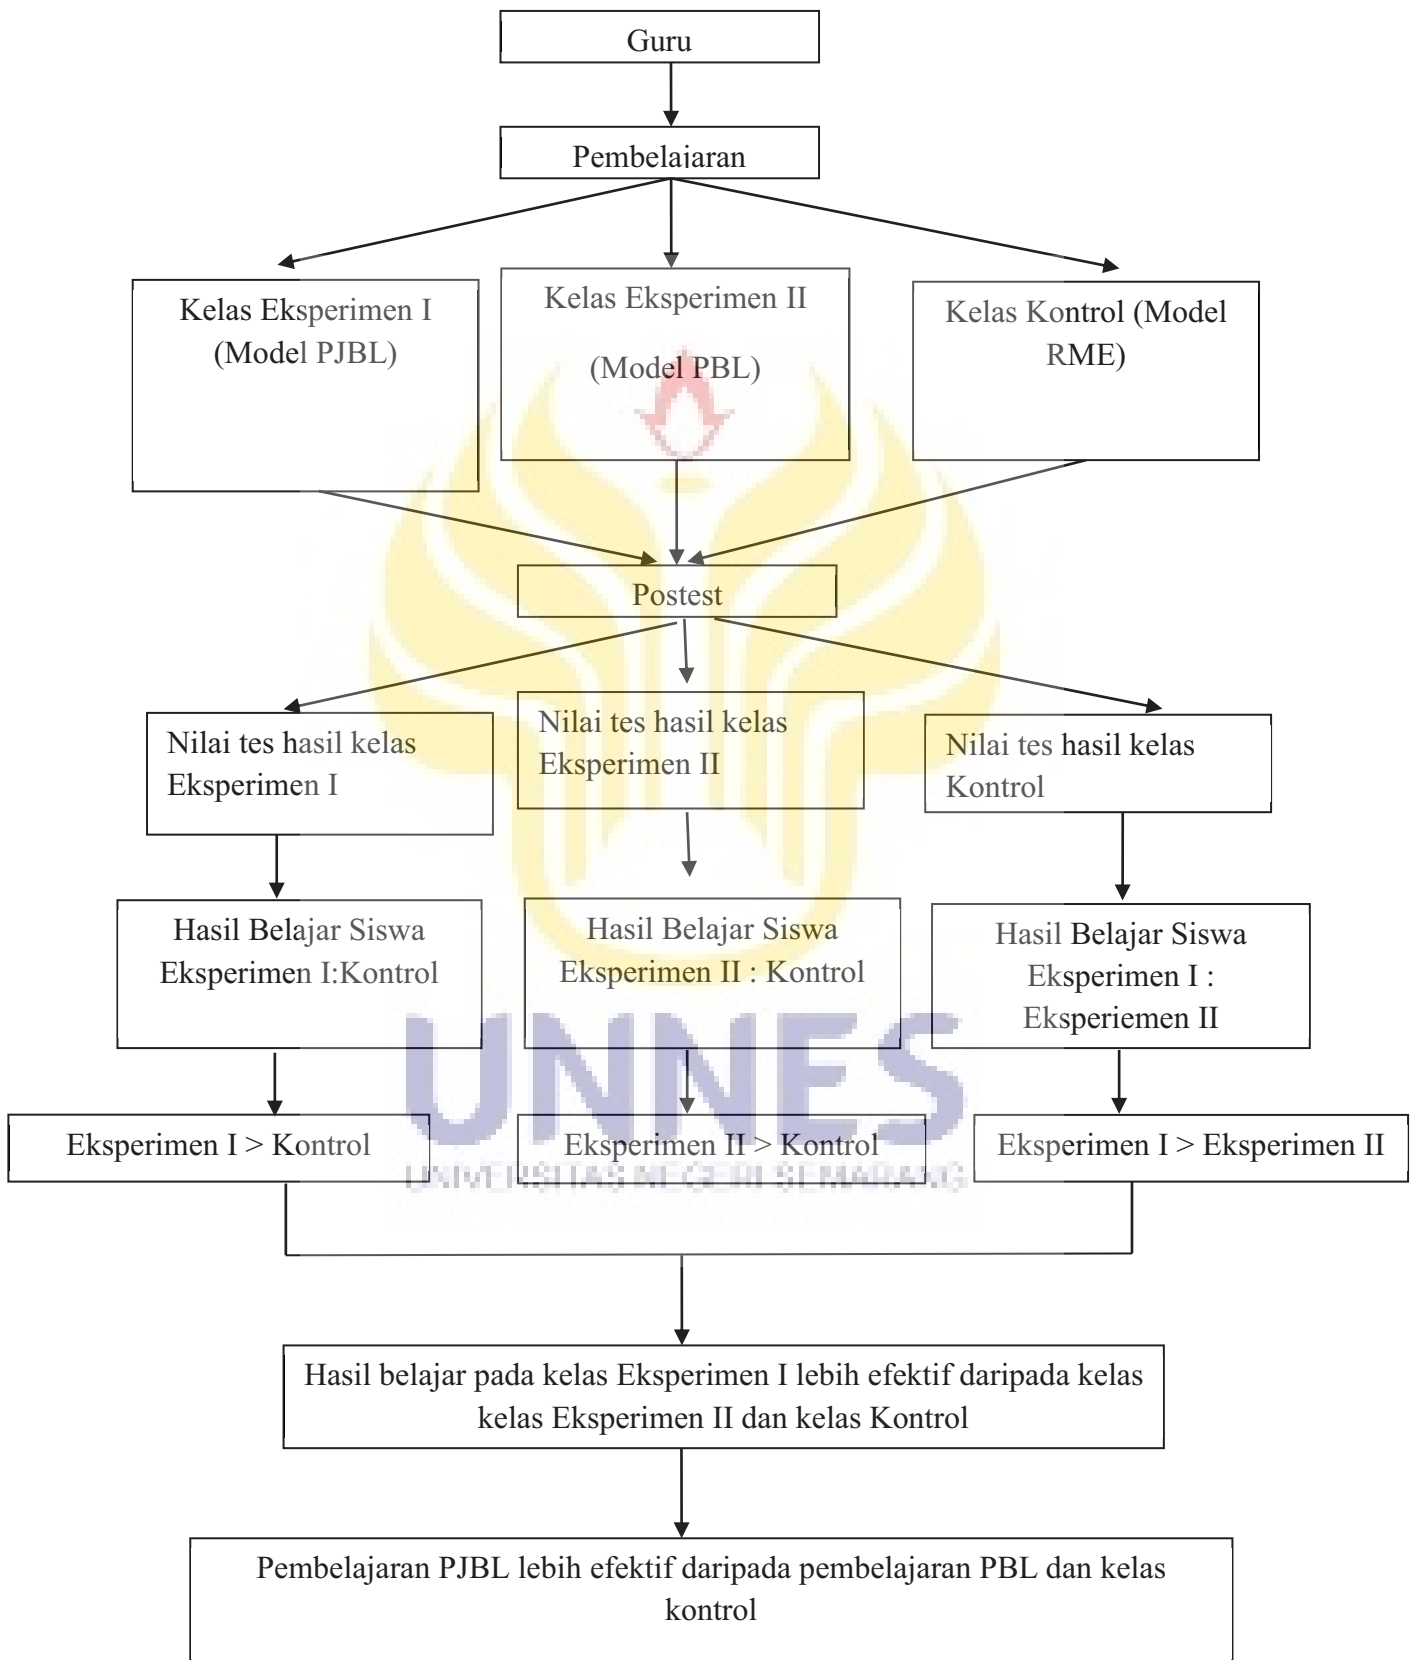 Guru
Pembelajaran
Kelas Eksperimen I
(Model PJBL)
Kelas Eksperimen II
(Model PBL)
Kelas Kontrol (Model
RME)
Postest
Nilai tes hasil kelas
Eksperimen I
Nilai tes hasil kelas
Eksperimen II
Nilai tes hasil kelas
Kontrol
Hasil Belajar Siswa
Eksperimen I:Kontrol
Hasil Belajar Siswa
Eksperimen II : Kontrol
Hasil Belajar Siswa
Eksperimen I :
Eksperiemen II
UNNES
Eksperimen I > Kontrol
Eksperimen II > Kontrol
Eksperimen I > Eksperimen II
UNIVERSITAS NEGERI SEMARANG
Hasil belajar pada kelas Eksperimen I lebih efektif daripada kelas
kelas Eksperimen II dan kelas Kontrol
Pembelajaran PJBL lebih efektif daripada pembelajaran PBL dan kelas
kontrol